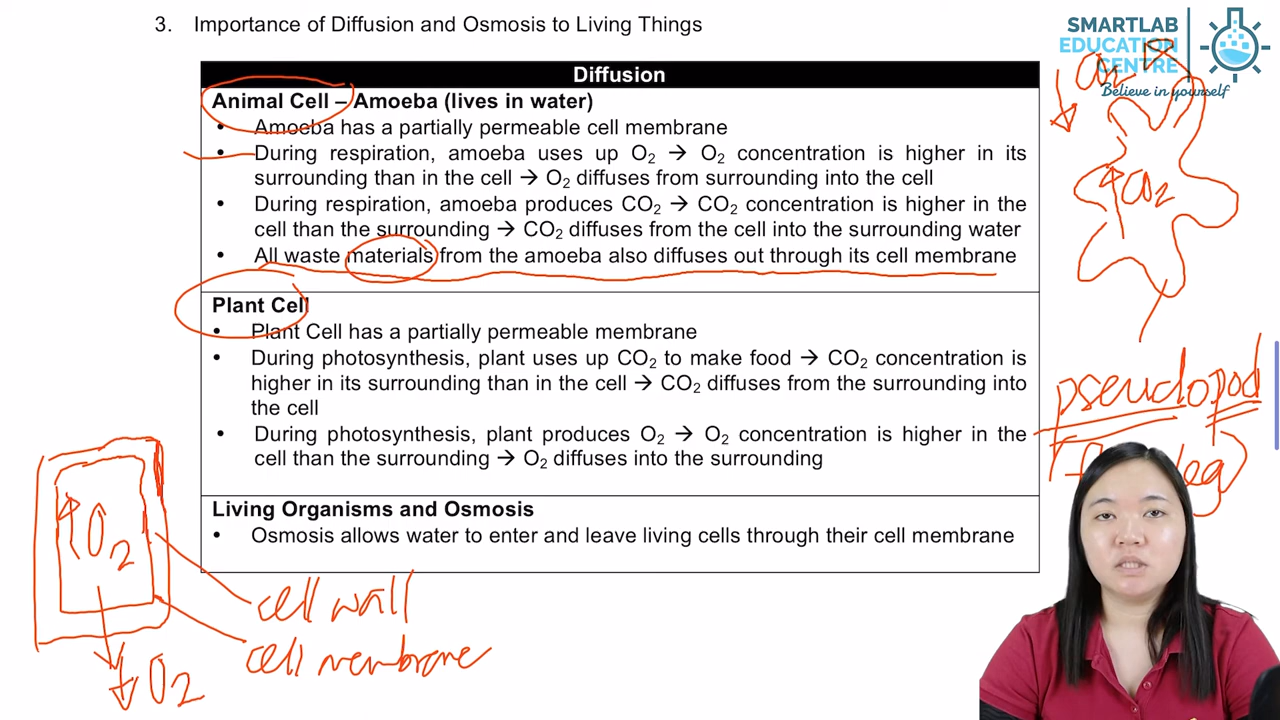 3. Importance of Diffusion and Osmosis to Living Things
SMARTLAB
EDUCATION
CENTRE
Believe in yourself
Diffusion
Animal Cell – Amoeba (lives in water)
• Amoeba has a partially permeable cell membrane
• During respiration, amoeba uses up O₂ → O₂ concentration is higher in its
surrounding than in the cell → O₂ diffuses from surrounding into the cell
• During respiration, amoeba produces CO₂ → CO₂ concentration is higher in the
cell than the surrounding → CO₂ diffuses from the cell into the surrounding water
• All waste materials from the amoeba also diffuses out through its cell membrane
↑CO₂
Plant Cell
• Plant Cell has a partially permeable membrane
• During photosynthesis, plant uses up CO₂ to make food → CO₂ concentration is
higher in its surrounding than in the cell → CO₂ diffuses from the surrounding into
the cell
• During photosynthesis, plant produces O₂ → O₂ concentration is higher in the
cell than the surrounding → O₂ diffuses into the surrounding
pseudopod
leg)
Living Organisms and Osmosis
• Osmosis allows water to enter and leave living cells through their cell membrane
↑O₂
cell wall
cell membrane
↓O₂